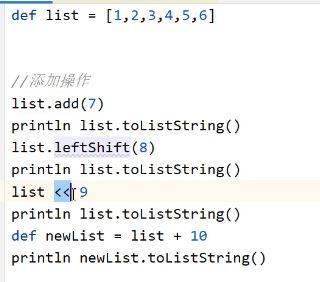 def list = [1,2,3,4,5,6]
//添加操作
list.add(7)
println list.toListString()
list.leftShift(8)
println list.toListString()
list << 9
println list.toListString()
def newList = list + 10
println newList.toListString()